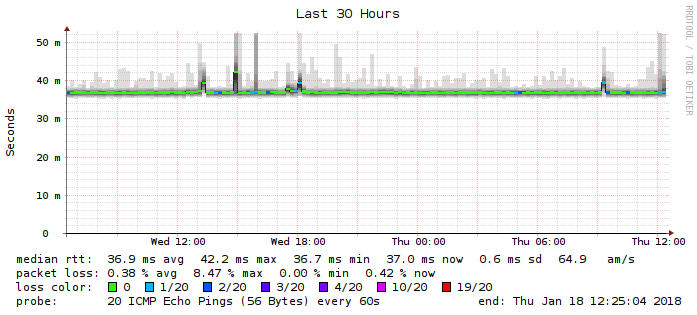 Last 30 Hours
RRDTOOL / TOBI OETIKER
Seconds
50 m
40 m
30 m
20 m
10 m
0
Wed 12:00 Wed 18:00 Thu 00:00 Thu 06:00 Thu 12:00
median rtt: 36.9 ms avg 42.2 ms max 36.7 ms min 37.0 ms now 0.6 ms sd 64.9 am/s
packet loss: 0.38 % avg 8.47 % max 0.00 % min 0.42 % now
loss color: 0 1/20 2/20 3/20 4/20 10/20 19/20
probe: 20 ICMP Echo Pings (56 Bytes) every 60s end: Thu Jan 18 12:25:04 2018